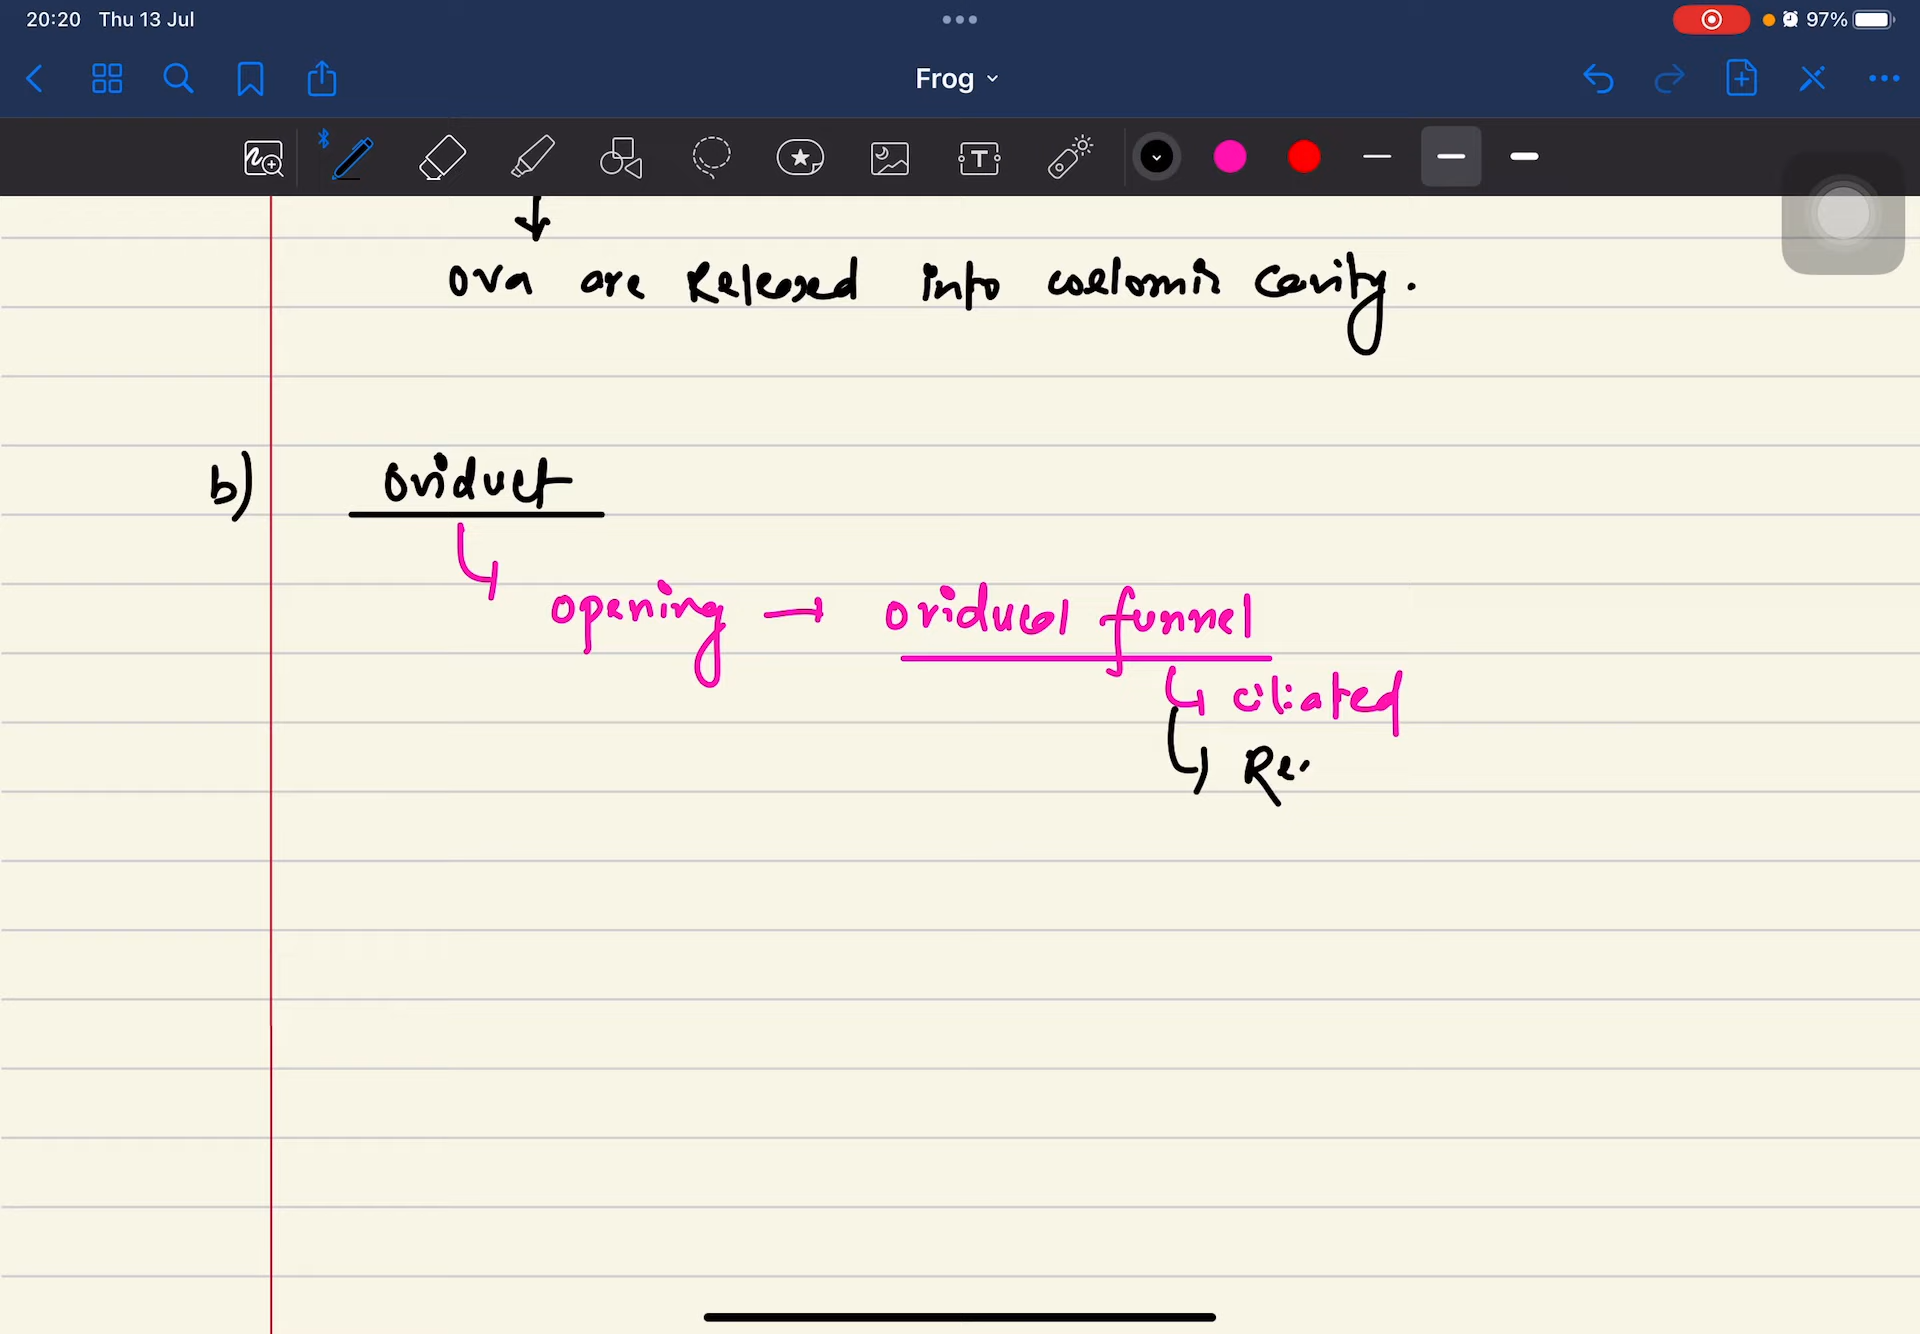 20:20 Thu 13 Jul 97%
Frog
ova are Released into coelomic cavity.
b) oviduct
opening → oviducal funnel
↳ ciliated
↳ Re